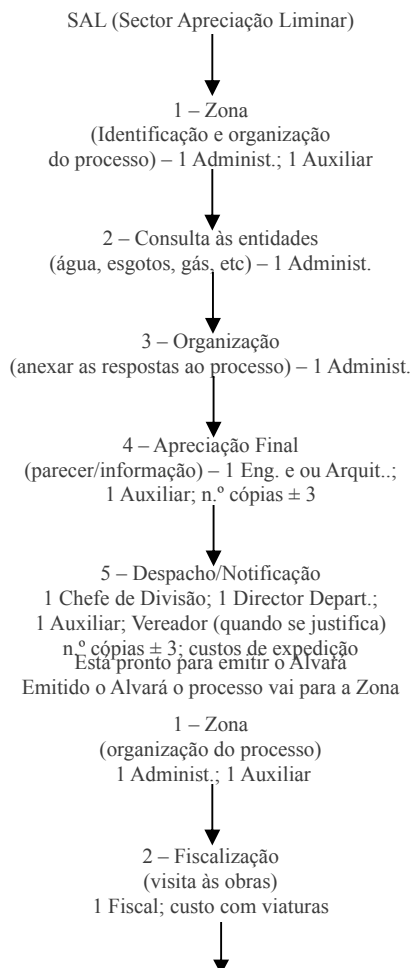 SAL (Sector Apreciação Liminar)
1 – Zona
(Identificação e organização
do processo) – 1 Administ.; 1 Auxiliar
2 – Consulta às entidades
(água, esgotos, gás, etc) – 1 Administ.
3 – Organização
(anexar as respostas ao processo) – 1 Administ.
4 – Apreciação Final
(parecer/informação) – 1 Eng. e ou Arquit..;
1 Auxiliar; n.º cópias ± 3
5 – Despacho/Notificação
1 Chefe de Divisão; 1 Director Depart.;
1 Auxiliar; Vereador (quando se justifica)
n.º cópias ± 3; custos de expedição
Está pronto para emitir o Alvará
Emitido o Alvará o processo vai para a Zona
1 – Zona
(organização do processo)
1 Administ.; 1 Auxiliar
2 – Fiscalização
(visita às obras)
1 Fiscal; custo com viaturas